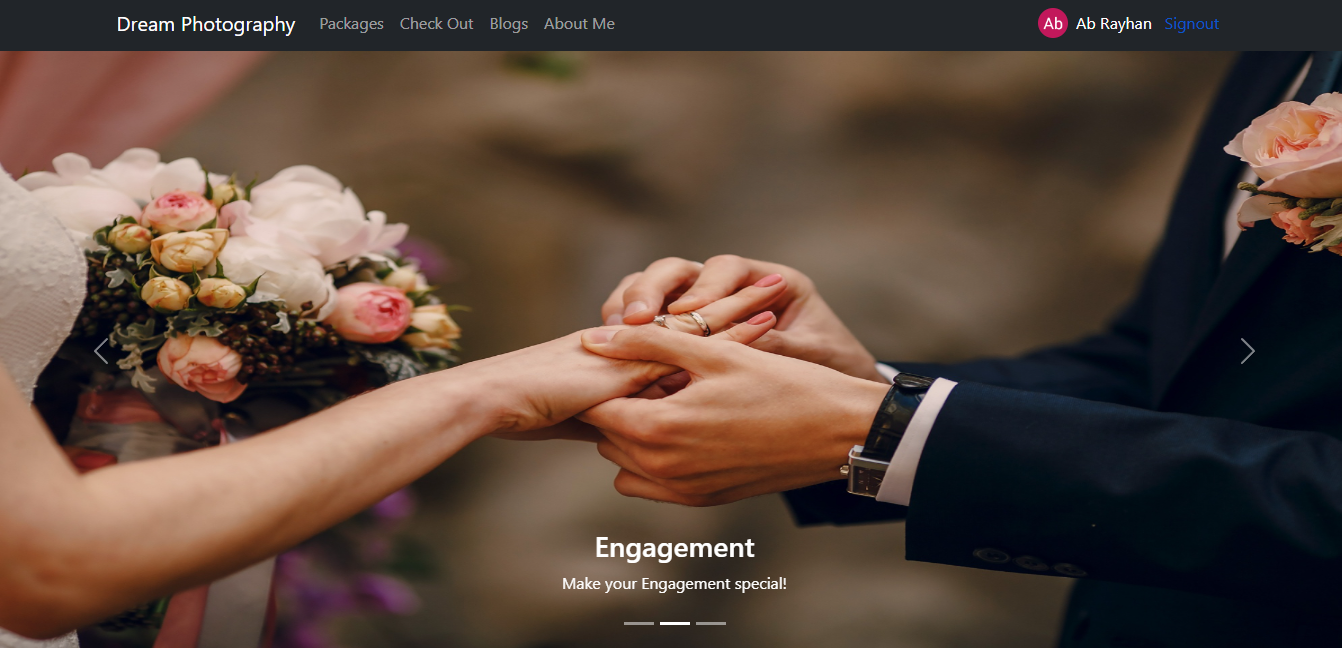 Dream Photography Packages Check Out Blogs About Me Ab Ab Rayhan Signout
Engagement
Make your Engagement special!